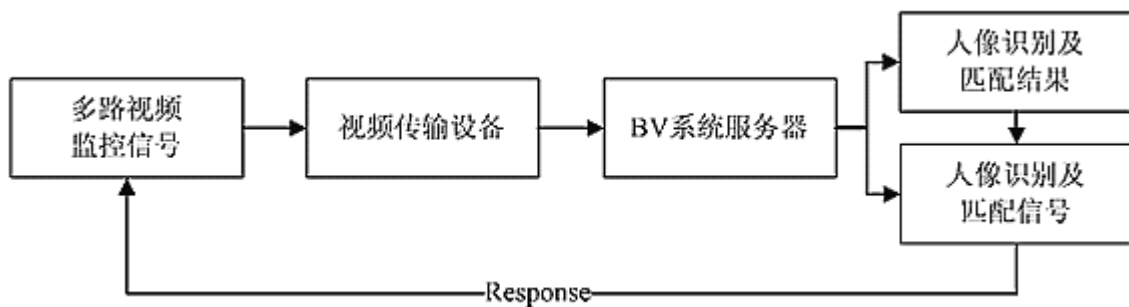 多路视频
监控信号
视频传输设备
BV系统服务器
人像识别及
匹配结果
人像识别及
匹配信号
Response